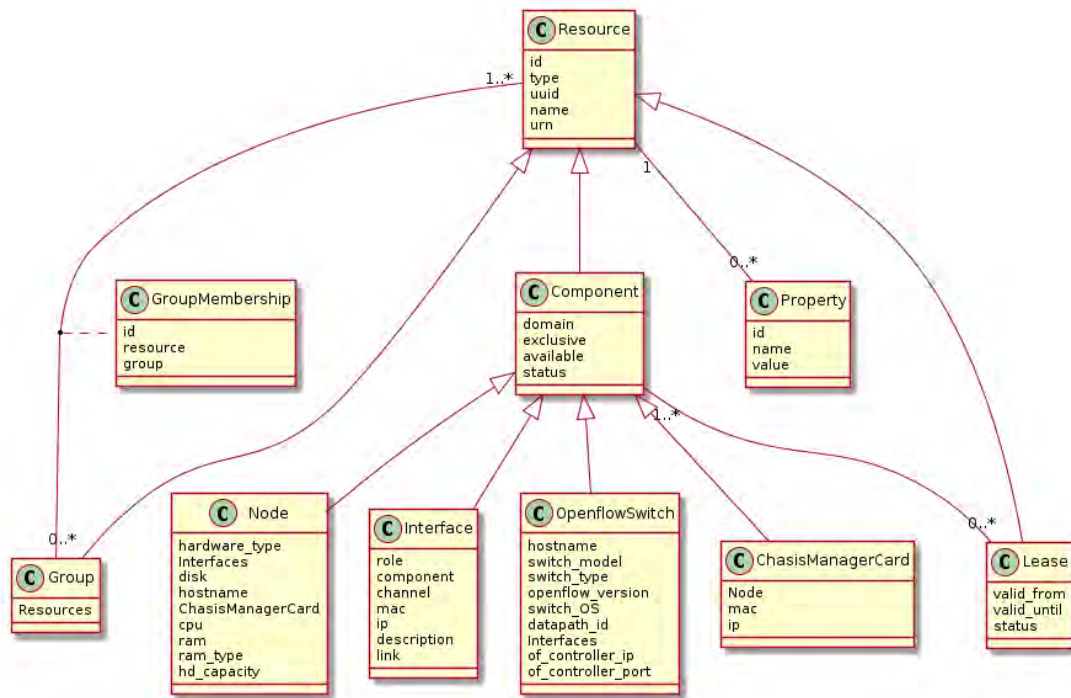 C Resource
id
type
uuid
name
urn
1..*
1
C GroupMembership
id
resource
group
C Component
domain
exclusive
available
status
0..*
C Property
id
name
value
1..*
C Node
hardware_type
Interfaces
disk
hostname
ChasisManagerCard
cpu
ram
ram_type
hd_capacity
C Interface
role
component
channel
mac
ip
description
link
C OpenflowSwitch
hostname
switch_model
switch_type
openflow_version
switch_OS
datapath_id
Interfaces
of_controller_ip
of_controller_port
C ChasisManagerCard
Node
mac
ip
0..*
C Group
Resources
0..*
C Lease
valid_from
valid_until
status